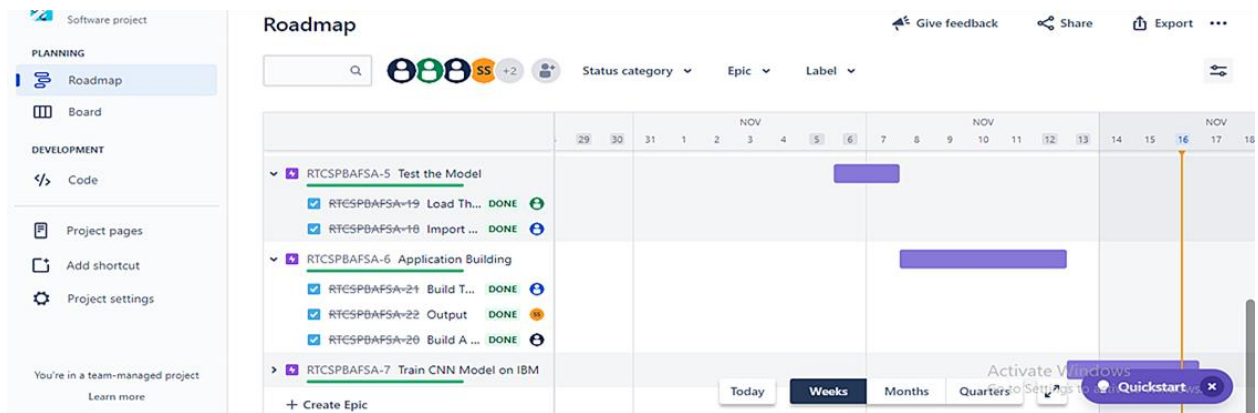 Software project
PLANNING
Roadmap
Board
DEVELOPMENT
Code
Project pages
Add shortcut
Project settings
You're in a team-managed project
Learn more
Roadmap
Give feedback
Share
Export
SS +2
Status category
Epic
Label
NOV NOV NOV
29 30 31 1 2 3 4 5 6 7 8 9 10 11 12 13 14 15 16 17 18
RTCSPBAFSA-5 Test the Model
RTCSPBAFSA-19 Load Th... DONE
RTCSPBAFSA-18 Import ... DONE
RTCSPBAFSA-6 Application Building
RTCSPBAFSA-21 Build T... DONE
RTCSPBAFSA-22 Output DONE SS
RTCSPBAFSA-20 Build A ... DONE
RTCSPBAFSA-7 Train CNN Model on IBM
+ Create Epic
Today
Weeks
Months
Quarters
Activate Windows
Go to Settings to
Quickstart